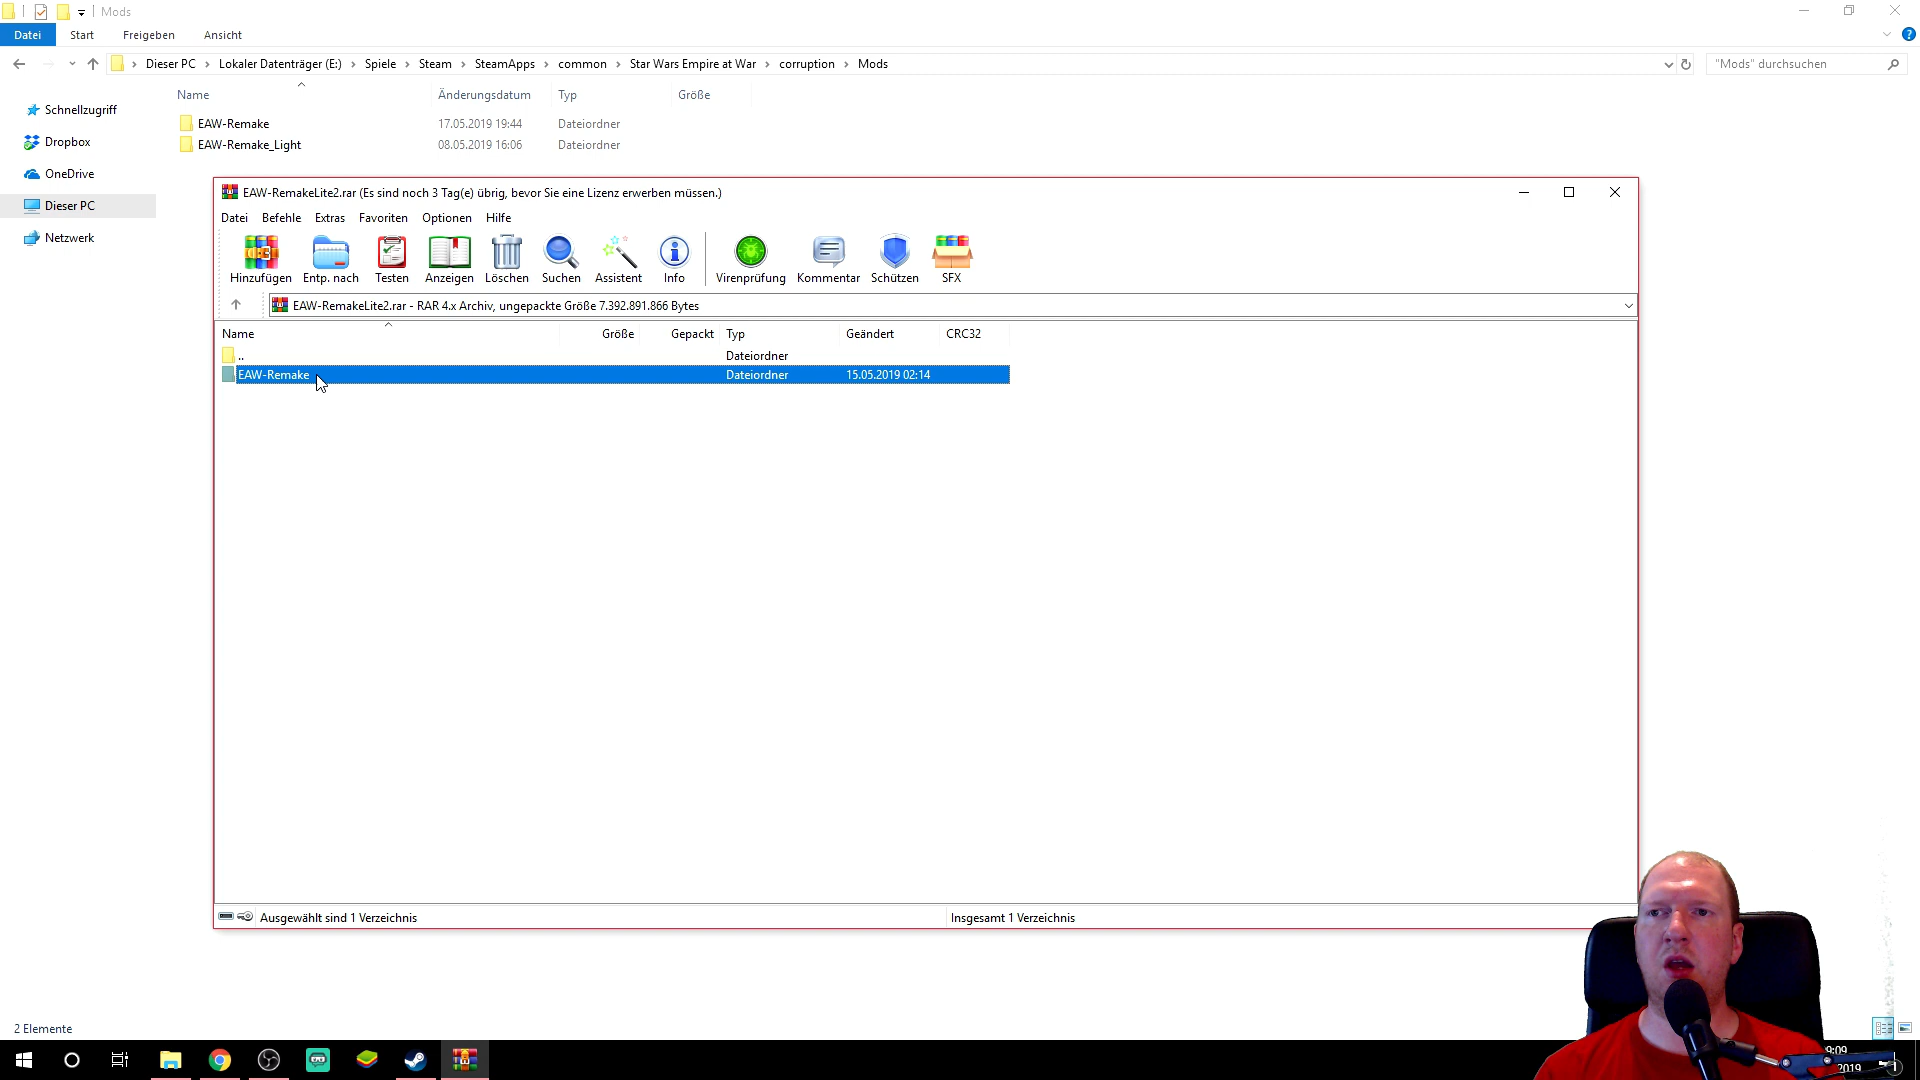 Mods
Datei Start Freigeben Ansicht
Dieser PC Lokaler Datenträger (E:) Spiele Steam SteamApps common Star Wars Empire at War corruption Mods "Mods" durchsuchen
Name Änderungsdatum Typ Größe
Schnellzugriff
Dropbox
OneDrive
Dieser PC
Netzwerk
EAW-Remake 17.05.2019 19:44 Dateiordner
EAW-Remake_Light 08.05.2019 16:06 Dateiordner
EAW-RemakeLite2.rar (Es sind noch 3 Tag(e) übrig, bevor Sie eine Lizenz erwerben müssen.)
Datei Befehle Extras Favoriten Optionen Hilfe
Hinzufügen Entp. nach Testen Anzeigen Löschen Suchen Assistent Info Virenprüfung Kommentar Schützen SFX
EAW-RemakeLite2.rar - RAR 4.x Archiv, ungepackte Größe 7.392.891.866 Bytes
Name Größe Gepackt Typ Geändert CRC32
.. Dateiordner
EAW-Remake Dateiordner 15.05.2019 02:14
Ausgewählt sind 1 Verzeichnis Insgesamt 1 Verzeichnis
2 Elemente
9:09
2019